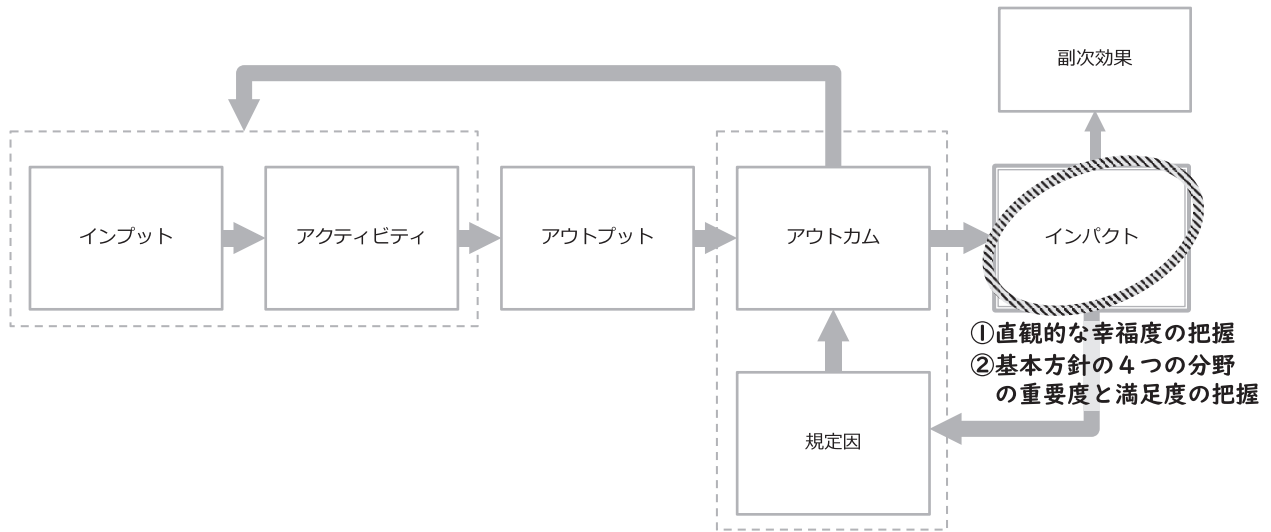 副次効果
インプット
アクティビティ
アウトプット
アウトカム
インパクト
①直観的な幸福度の把握
②基本方針の４つの分野
の重要度と満足度の把握
規定因